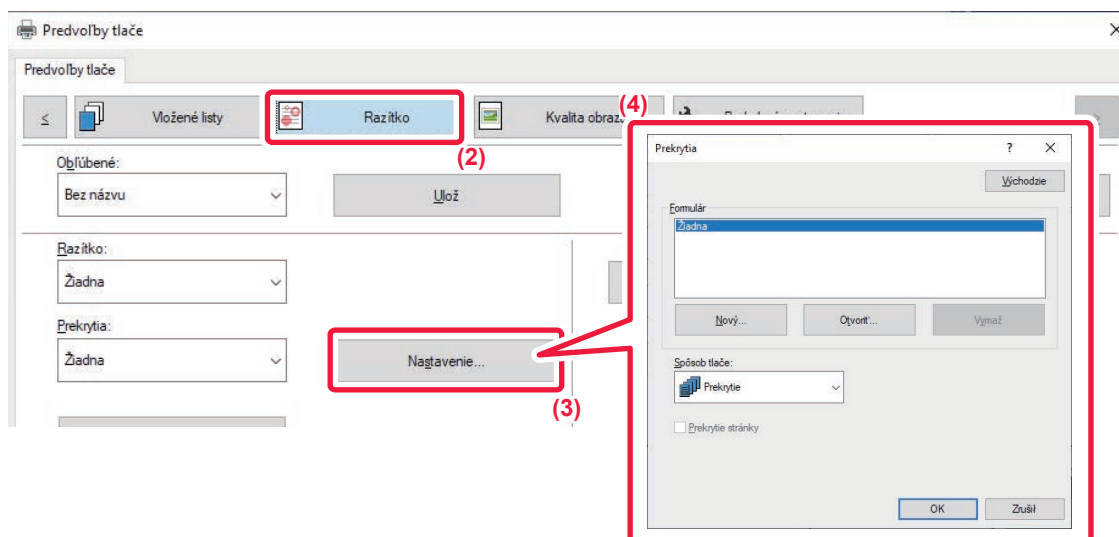 Predvoľby tlače
Predvoľby tlače
Vložené listy
Razítko
Kvalita obraz
(4)
(2)
Obľúbené:
Bez názvu
Ulož
Razítko:
Žiadna
Prekrytia:
Žiadna
Nastavenie...
(3)
Prekrytia
?
Východzie
Formulár
Žiadna
Nový...
Otvoriť...
Vymaž
Spôsob tlače:
Prekrytie
Prekrytie stránky
OK
Zrušiť